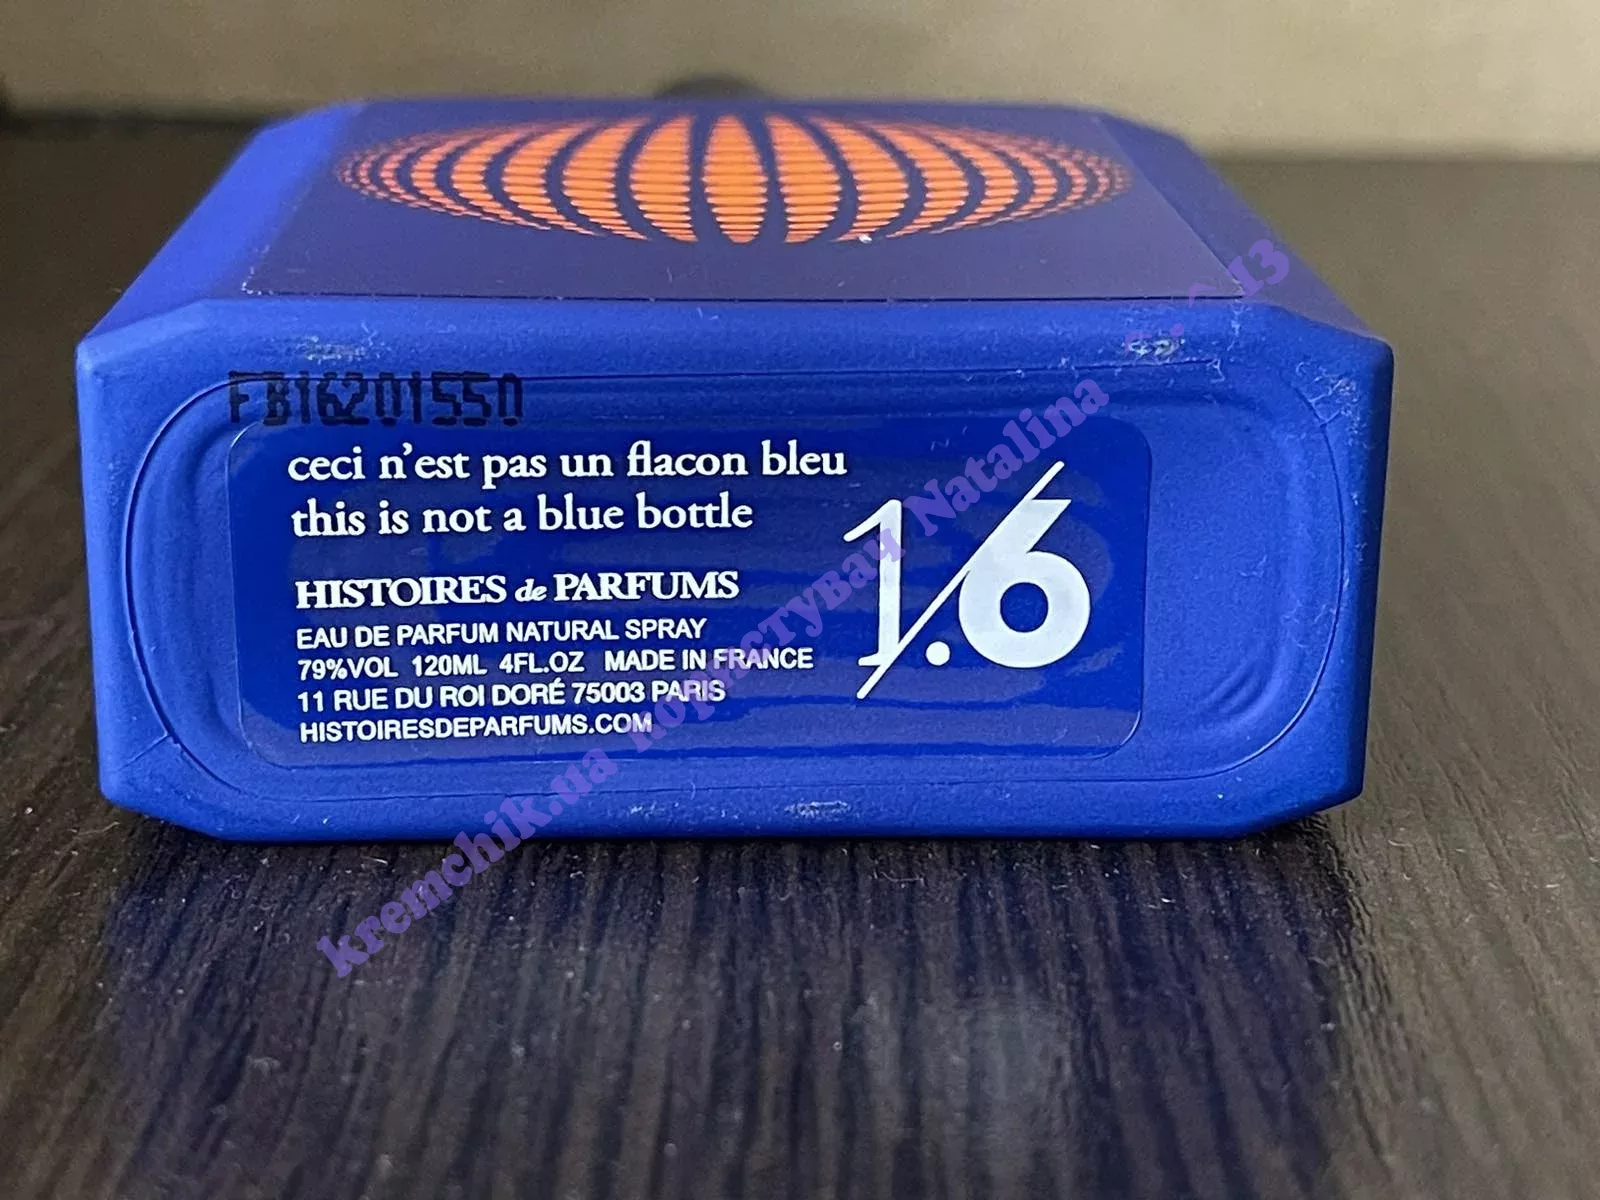 FB16201550
ceci n'est pas un flacon bleu
this is not a blue bottle
1/.6
HISTOIRES de PARFUMS
EAU DE PARFUM NATURAL SPRAY
79%VOL 120ML 4FL.OZ MADE IN FRANCE
11 RUE DU ROI DORÉ 75003 PARIS
HISTOIRESDEPARFUMS.COM
kremchik.ua користувач Natalina